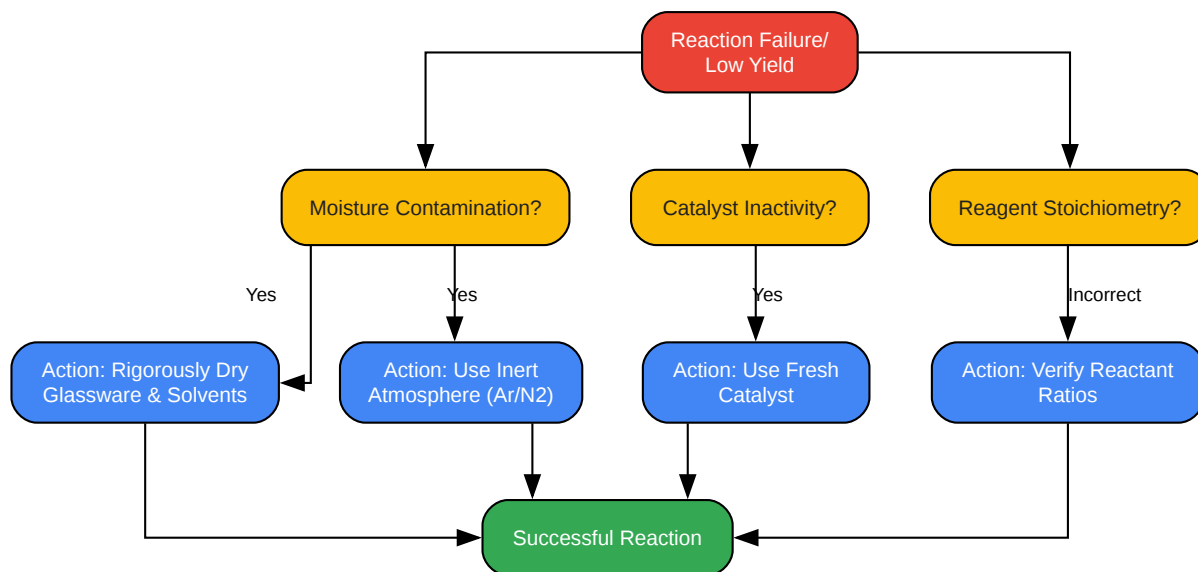 Reaction Failure/
Low Yield
Moisture Contamination?
Catalyst Inactivity?
Reagent Stoichiometry?
Yes
Yes
Yes
Incorrect
Action: Rigorously Dry
Glassware & Solvents
Action: Use Inert
Atmosphere (Ar/N2)
Action: Use Fresh
Catalyst
Action: Verify Reactant
Ratios
Successful Reaction